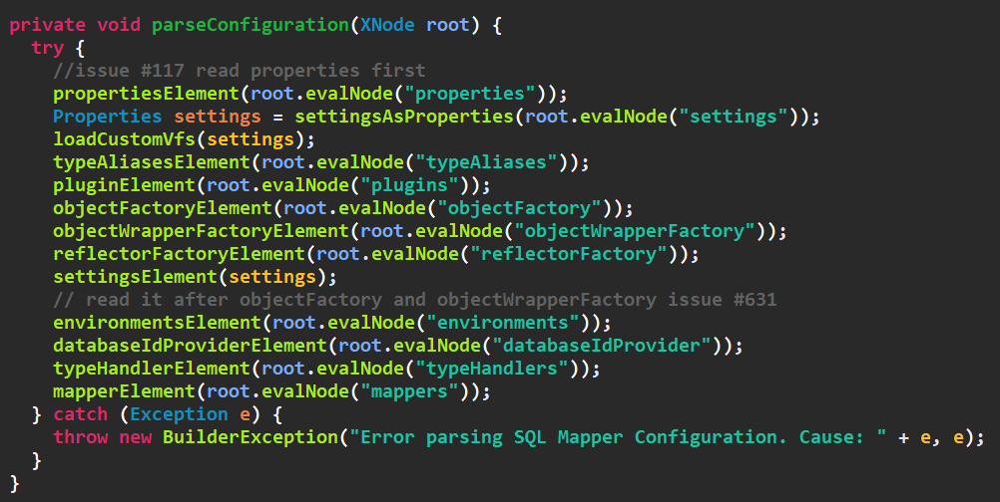 private void parseConfiguration(XNode root) {
  try {
    //issue #117 read properties first
    propertiesElement(root.evalNode("properties"));
    Properties settings = settingsAsProperties(root.evalNode("settings"));
    loadCustomVfs(settings);
    typeAliasesElement(root.evalNode("typeAliases"));
    pluginElement(root.evalNode("plugins"));
    objectFactoryElement(root.evalNode("objectFactory"));
    objectWrapperFactoryElement(root.evalNode("objectWrapperFactory"));
    reflectorFactoryElement(root.evalNode("reflectorFactory"));
    settingsElement(settings);
    // read it after objectFactory and objectWrapperFactory issue #631
    environmentsElement(root.evalNode("environments"));
    databaseIdProviderElement(root.evalNode("databaseIdProvider"));
    typeHandlerElement(root.evalNode("typeHandlers"));
    mapperElement(root.evalNode("mappers"));
  } catch (Exception e) {
    throw new BuilderException("Error parsing SQL Mapper Configuration. Cause: " + e, e);
  }
}